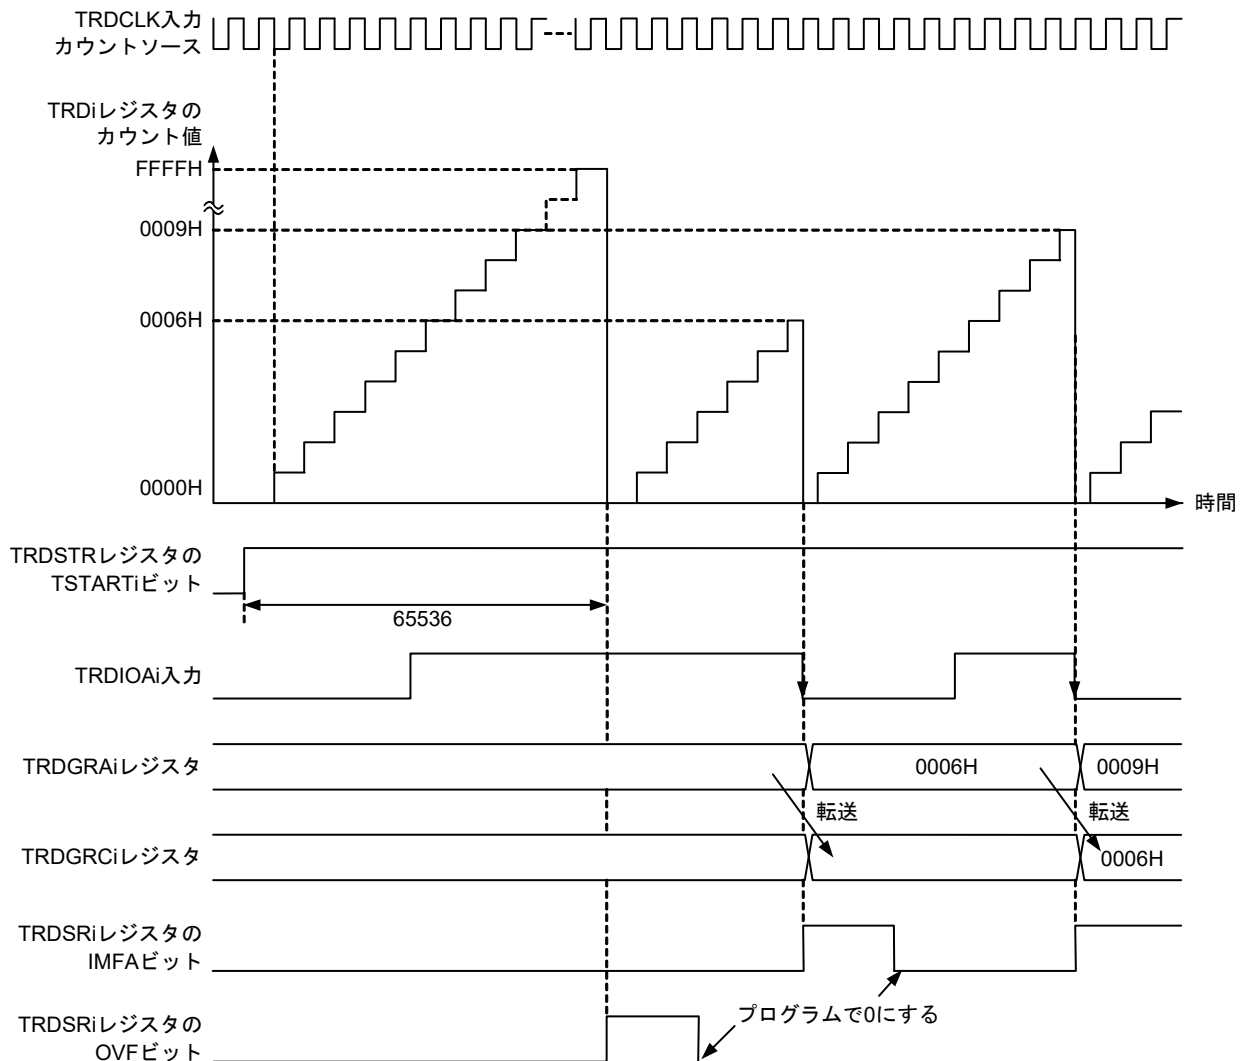 TRDCLK入力
カウントソース
TRDiレジスタの
カウント値
FFFFH
0009H
0006H
0000H
時間
TRDSTRレジスタの
TSTARTiビット
65536
TRDIOAi入力
TRDGRAiレジスタ
0006H
0009H
転送
転送
TRDGRCiレジスタ
0006H
TRDSRiレジスタの
IMFAビット
プログラムで0にする
TRDSRiレジスタの
OVFビット